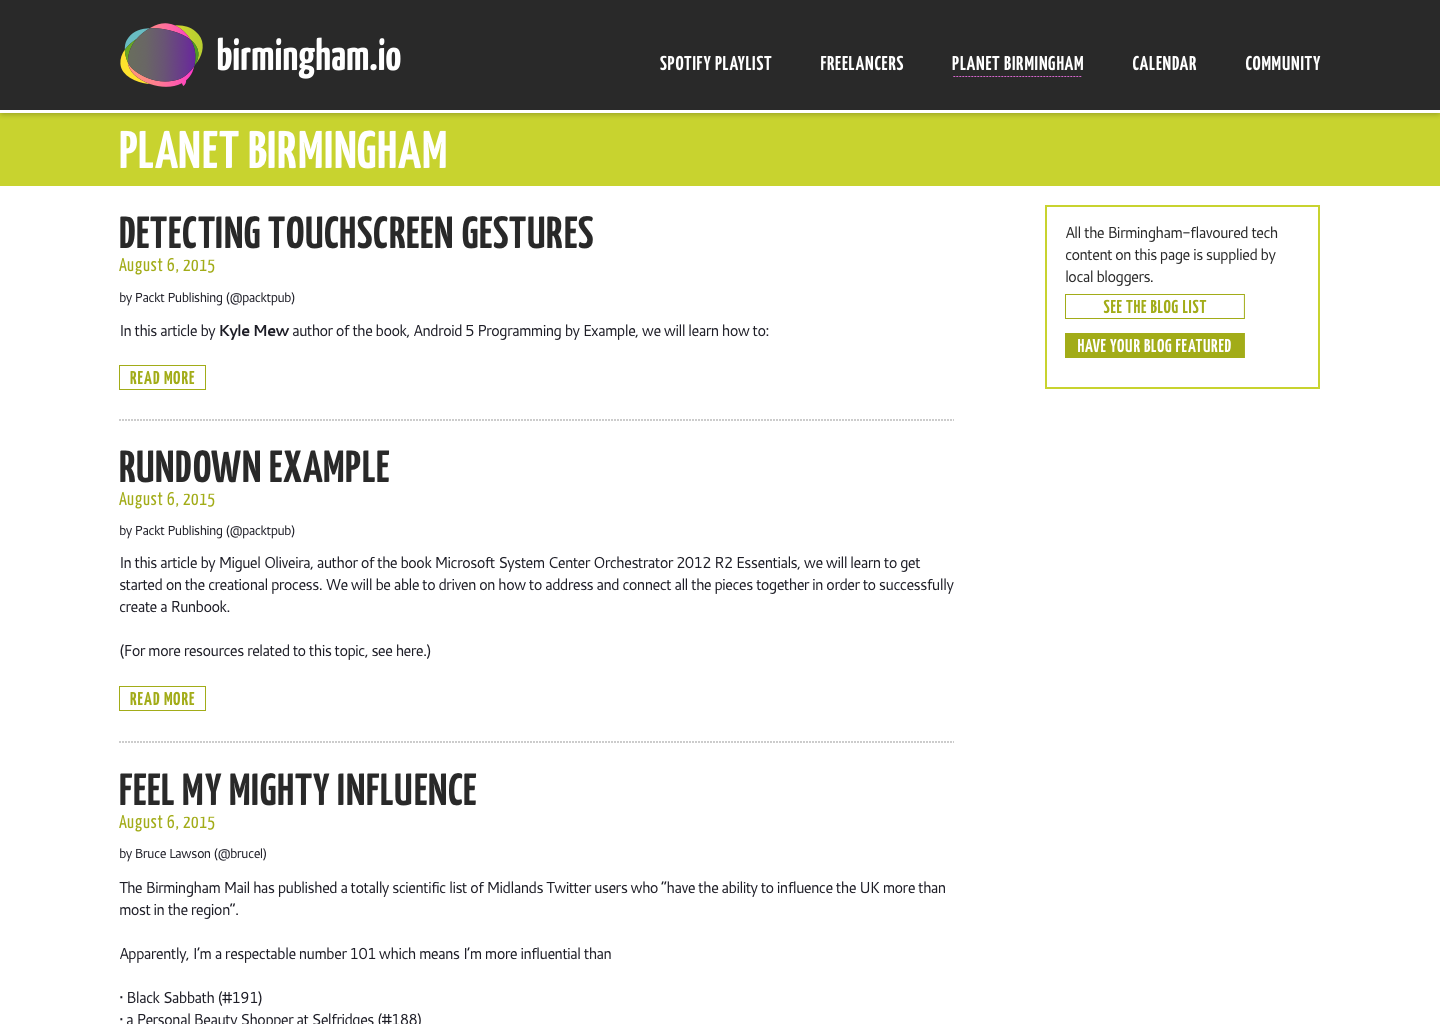 birmingham.io
SPOTIFY PLAYLIST
FREELANCERS
PLANET BIRMINGHAM
CALENDAR
COMMUNITY
PLANET BIRMINGHAM
DETECTING TOUCHSCREEN GESTURES
August 6, 2015
by Packt Publishing (@packtpub)
In this article by Kyle Mew author of the book, Android 5 Programming by Example, we will learn how to:
READ MORE
RUNDOWN EXAMPLE
August 6, 2015
by Packt Publishing (@packtpub)
In this article by Miguel Oliveira, author of the book Microsoft System Center Orchestrator 2012 R2 Essentials, we will learn to get
started on the creational process. We will be able to driven on how to address and connect all the pieces together in order to successfully
create a Runbook.
(For more resources related to this topic, see here.)
READ MORE
FEEL MY MIGHTY INFLUENCE
August 6, 2015
by Bruce Lawson (@brucel)
The Birmingham Mail has published a totally scientific list of Midlands Twitter users who “have the ability to influence the UK more than
most in the region”.
Apparently, I’m a respectable number 101 which means I’m more influential than
· Black Sabbath (#191)
· a Personal Beauty Shopper at Selfridges (#188)
All the Birmingham-flavoured tech
content on this page is supplied by
local bloggers.
SEE THE BLOG LIST
HAVE YOUR BLOG FEATURED